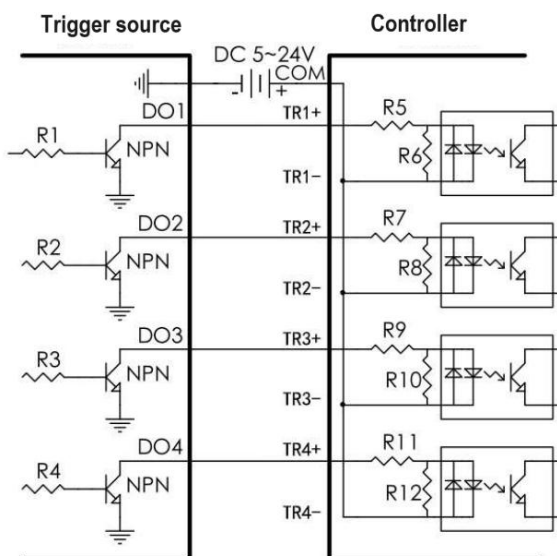 Trigger source
Controller
DC 5~24V
COM
- +
DO1
TR1+
R5
R1
NPN
R6
TR1-
DO2
TR2+
R7
R2
NPN
R8
TR2-
DO3
TR3+
R9
R3
NPN
R10
TR3-
DO4
TR4+
R11
R4
NPN
R12
TR4-